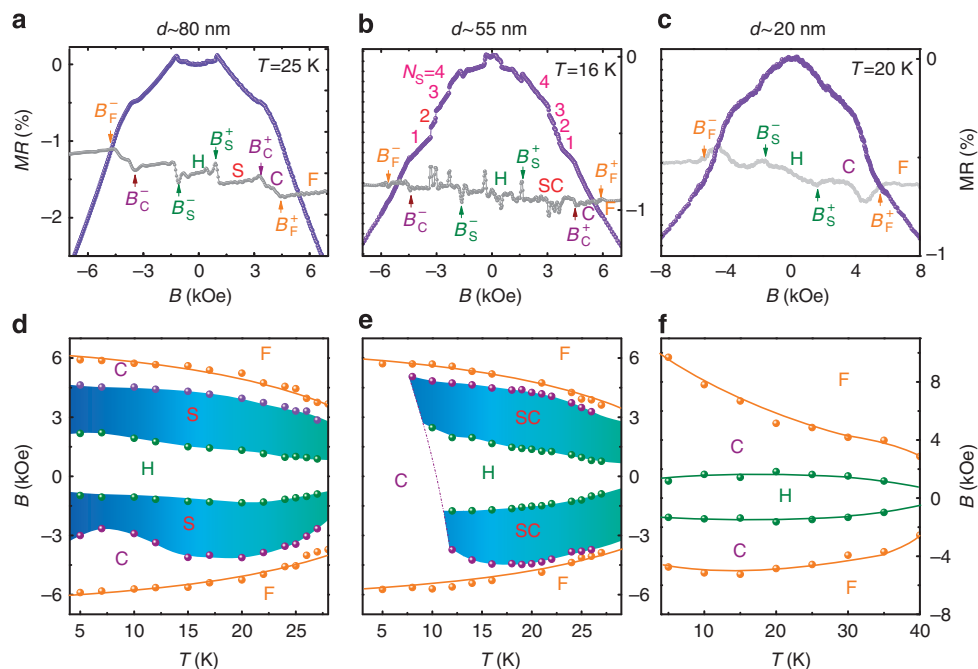 a
d~80 nm
T=25 K
0
−1
−2
MR (%)
B_F^−
B_C^−
B_S^−
H
B_S^+
S
B_C^+
C
B_F^+
F
−6 −3 0 3 6
B (kOe)
b
d~55 nm
T=16 K
N_S=4
3
2
1
4
3
2
1
B_F^−
B_C^−
B_S^−
H
B_S^+
SC
B_C^+
C
B_F^+
F
0
−1
−6 −3 0 3 6
B (kOe)
c
d~20 nm
T=20 K
B_F^−
B_S^−
H
B_S^+
C
B_F^+
F
0
−1
MR (%)
−8 −4 0 4 8
B (kOe)
d
6
3
0
−3
−6
B (kOe)
F
C
S
H
S
C
F
5 10 15 20 25
T (K)
e
6
3
0
−3
−6
F
SC
C
H
SC
F
5 10 15 20 25
T (K)
f
F
C
H
C
F
8
4
0
−4
−8
B (kOe)
10 20 30 40
T (K)